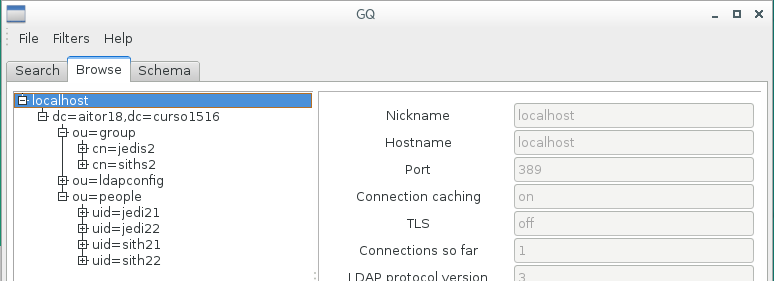 GQ
File Filters Help
Search Browse Schema
localhost
dc=aitor18,dc=curso1516
ou=group
cn=jedis2
cn=siths2
ou=ldapconfig
ou=people
uid=jedi21
uid=jedi22
uid=sith21
uid=sith22
Nickname localhost
Hostname localhost
Port 389
Connection caching on
TLS off
Connections so far 1
LDAP protocol version 3